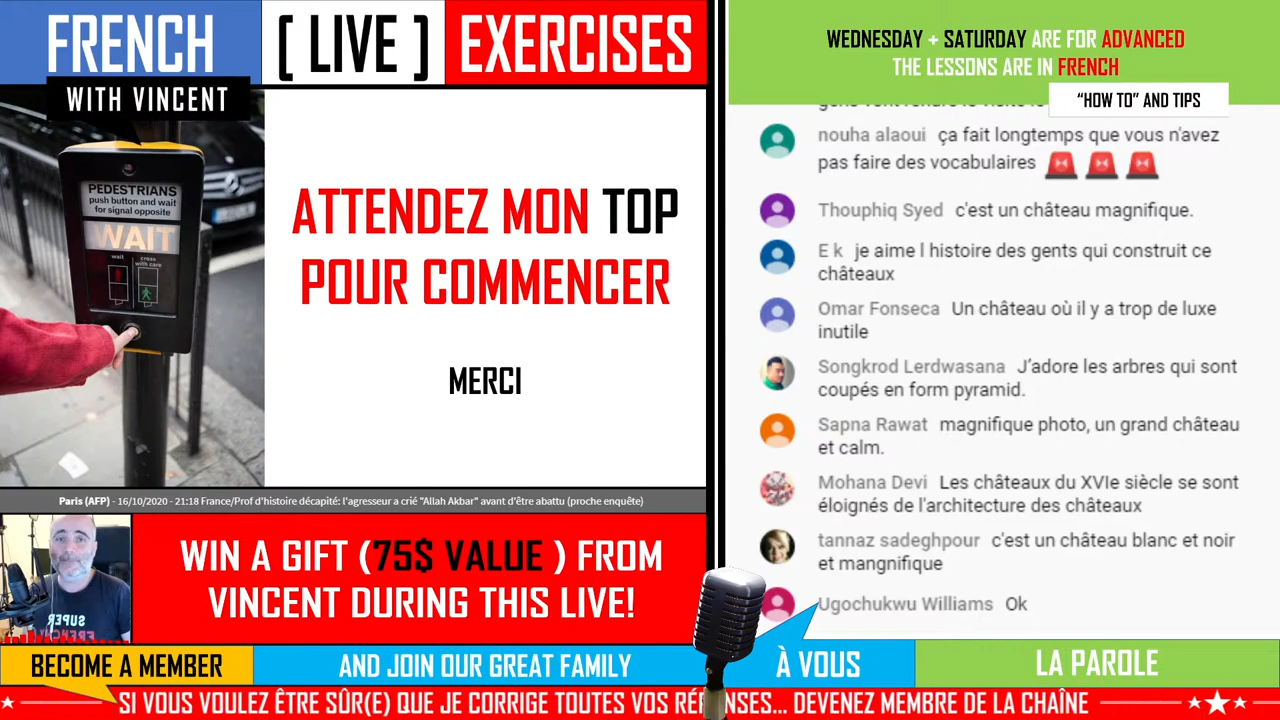 FRENCH
[ LIVE ]
EXERCISES
WITH VINCENT
PEDESTRIANS
push button and wait
for signal opposite
WAIT
wait
cross
with care
ATTENDEZ MON TOP
POUR COMMENCER
MERCI
Paris (AFP) - 16/10/2020 - 21:18 France/Prof d'histoire décapité: l'agresseur a crié "Allah Akbar" avant d'être abattu (proche enquête)
SUPER
WIN A GIFT (75$ VALUE ) FROM
VINCENT DURING THIS LIVE!
BECOME A MEMBER
AND JOIN OUR GREAT FAMILY
WEDNESDAY + SATURDAY ARE FOR ADVANCED
THE LESSONS ARE IN FRENCH
"HOW TO" AND TIPS
nouha alaoui ça fait longtemps que vous n'avez
pas faire des vocabulaires
Thouphiq Syed c'est un château magnifique.
E k je aime l histoire des gents qui construit ce
châteaux
Omar Fonseca Un château où il y a trop de luxe
inutile
Songkrod Lerdwasana J'adore les arbres qui sont
coupés en form pyramid.
Sapna Rawat magnifique photo, un grand château
et calm.
Mohana Devi Les châteaux du XVIe siècle se sont
éloignés de l'architecture des châteaux
tannaz sadeghpour c'est un château blanc et noir
et mangnifique
Ugochukwu Williams Ok
À VOUS
LA PAROLE
SI VOUS VOULEZ ÊTRE SÛR(E) QUE JE CORRIGE TOUTES VOS RÉPONSES... DEVENEZ MEMBRE DE LA CHAÎNE